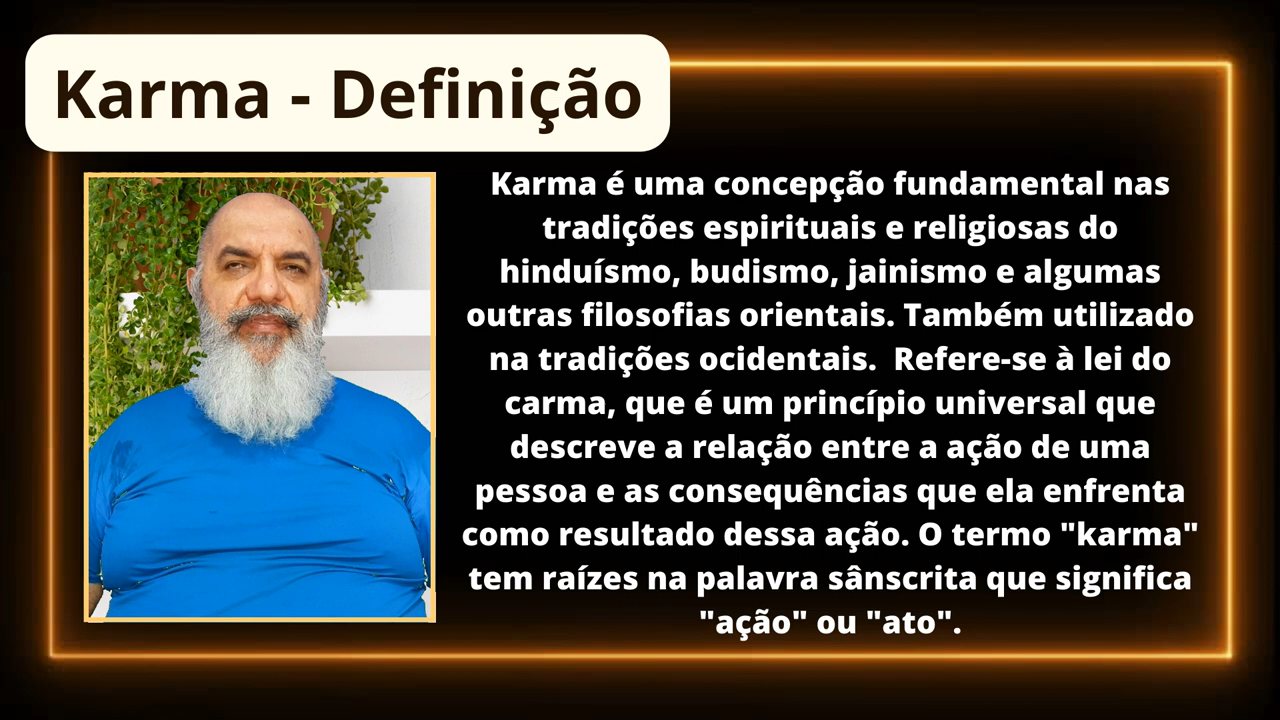 Karma - Definição
Karma é uma concepção fundamental nas
tradições espirituais e religiosas do
hinduísmo, budismo, jainismo e algumas
outras filosofias orientais. Também utilizado
na tradições ocidentais.  Refere-se à lei do
carma, que é um princípio universal que
descreve a relação entre a ação de uma
pessoa e as consequências que ela enfrenta
como resultado dessa ação. O termo "karma"
tem raízes na palavra sânscrita que significa
"ação" ou "ato".